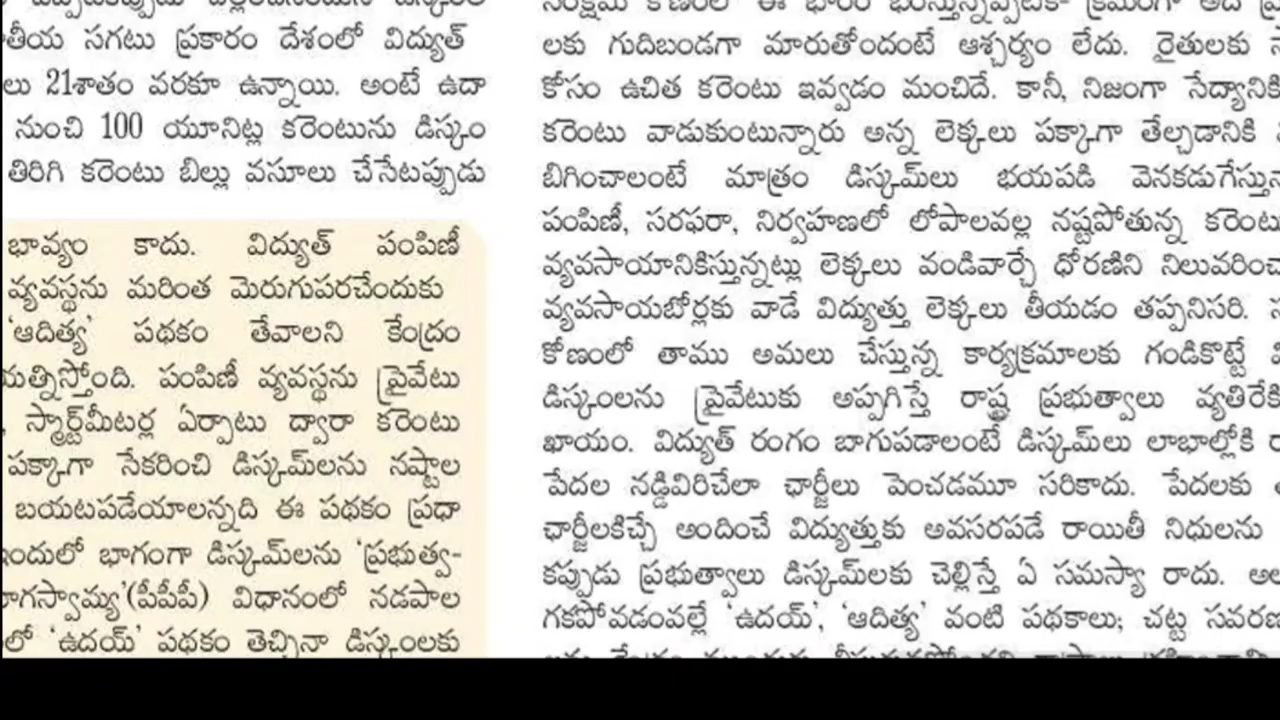 సగటు ప్రకారం దేశంలో విద్యుత్
లు 21శాతం వరకూ ఉన్నాయి. అంటే ఉదా
నుంచి 100 యూనిట్ల కరెంటును డిస్కం
తిరిగి కరెంటు బిల్లు వసూలు చేసేటప్పుడు
భావ్యం కాదు. విద్యుత్ పంపిణీ
వ్యవస్థను మరింత మెరుగుపరచేందుకు
'ఆదిత్య' పథకం తేవాలని కేంద్రం
యత్నిస్తోంది. పంపిణీ వ్యవస్థను ప్రైవేటు
స్మార్ట్‌మీటర్ల ఏర్పాటు ద్వారా కరెంటు
పక్కాగా సేకరించి డిస్కమ్‌లను నష్టాల
బయటపడేయాలన్నది ఈ పథకం ప్రధా
ఇందులో భాగంగా డిస్కమ్‌లను 'ప్రభుత్వ-
గస్వామ్య'(పీపీపీ) విధానంలో నడపాల
లో 'ఉదయ్' పథకం తెచ్చినా డిస్కంలకు
లకు గుదిబండగా మారుతోందంటే ఆశ్చర్యం లేదు. రైతులకు
కోసం ఉచిత కరెంటు ఇవ్వడం మంచిదే. కానీ, నిజంగా సేద్యానికి
కరెంటు వాడుకుంటున్నారు అన్న లెక్కలు పక్కాగా తేల్చడానికి
బిగించాలంటే మాత్రం డిస్కమ్‌లు భయపడి వెనకడుగేస్తున
పంపిణీ, సరఫరా, నిర్వహణలో లోపాలవల్ల నష్టపోతున్న కరెంట
వ్యవసాయానికిస్తున్నట్లు లెక్కలు వండివార్చే ధోరణిని నిలువరించ
వ్యవసాయబోర్లకు వాడే విద్యుత్తు లెక్కలు తీయడం తప్పనిసరి.
కోణంలో తాము అమలు చేస్తున్న కార్యక్రమాలకు గండికొట్టే
డిస్కంలను ప్రైవేటుకు అప్పగిస్తే రాష్ట్ర ప్రభుత్వాలు వ్యతిరేకి
ఖాయం. విద్యుత్ రంగం బాగుపడాలంటే డిస్కమ్‌లు లాభాల్లోకి
పేదల నడ్డివిరిచేలా ఛార్జీలు పెంచడమూ సరికాదు. పేదలకు
ఛార్జీలకిచ్చే అందించే విద్యుత్తుకు అవసరపడే రాయితీ నిధులను
కప్పుడు ప్రభుత్వాలు డిస్కమ్‌లకు చెల్లిస్తే ఏ సమస్యా రాదు.
గకపోవడంవల్లే 'ఉదయ్', 'ఆదిత్య' వంటి పథకాలు; చట్ట సవరణ